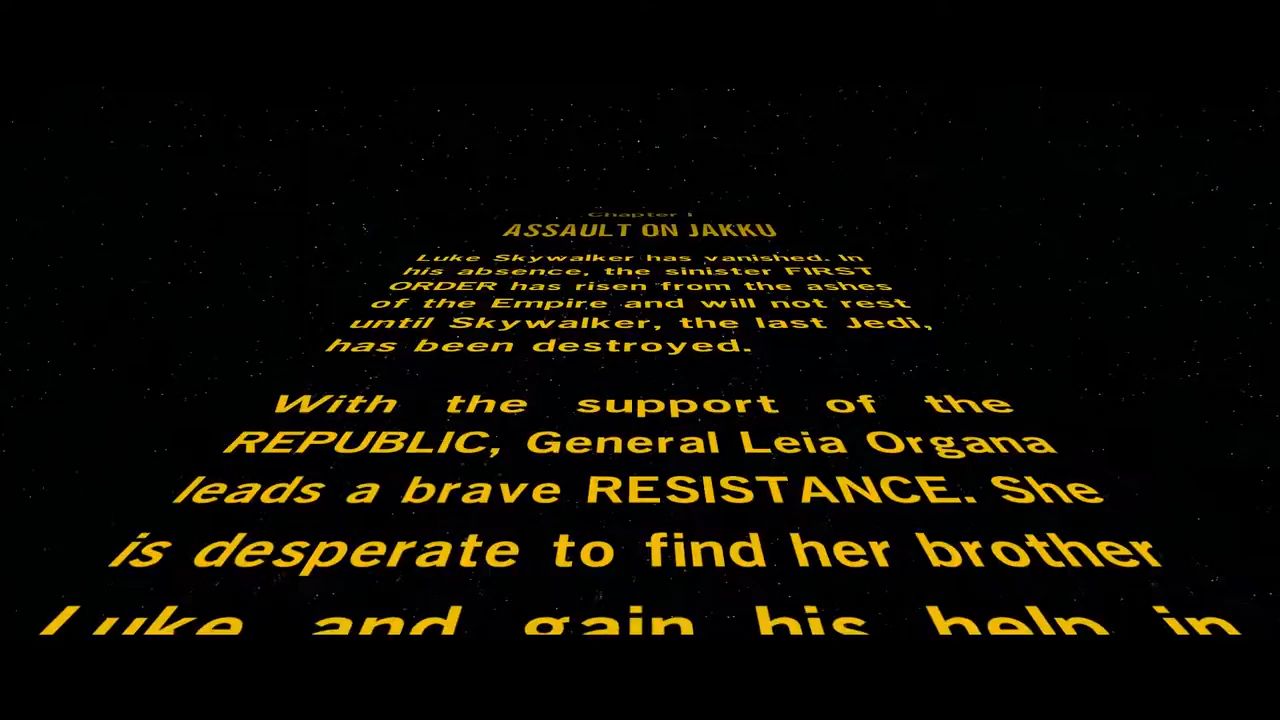 Chapter I
ASSAULT ON JAKKU
Luke Skywalker has vanished. In
his absence, the sinister FIRST
ORDER has risen from the ashes
of the Empire and will not rest
until Skywalker, the last Jedi,
has been destroyed.
With the support of the
REPUBLIC, General Leia Organa
leads a brave RESISTANCE. She
is desperate to find her brother
Luke and gain his help in